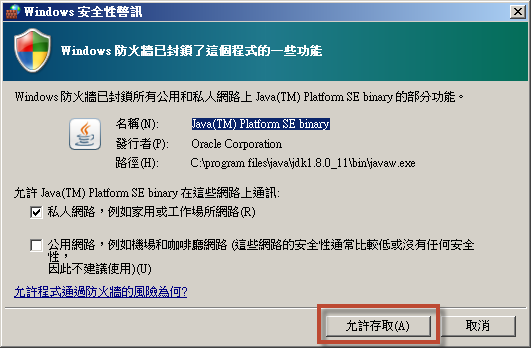 Windows 安全性警訊
Windows 防火牆已封鎖了這個程式的一些功能
Windows 防火牆已封鎖所有公用和私人網路上 Java(TM) Platform SE binary 的部分功能。
名稱(N): Java(TM) Platform SE binary
發行者(P): Oracle Corporation
路徑(H): C:\program files\java\jdk1.8.0_11\bin\javaw.exe
允許 Java(TM) Platform SE binary 在這些網路上通訊:
私人網路，例如家用或工作場所網路(R)
公用網路，例如機場和咖啡廳網路 (這些網路的安全性通常比較低或沒有任何安全
性，
因此不建議使用)(U)
允許程式通過防火牆的風險為何?
允許存取(A) 取消